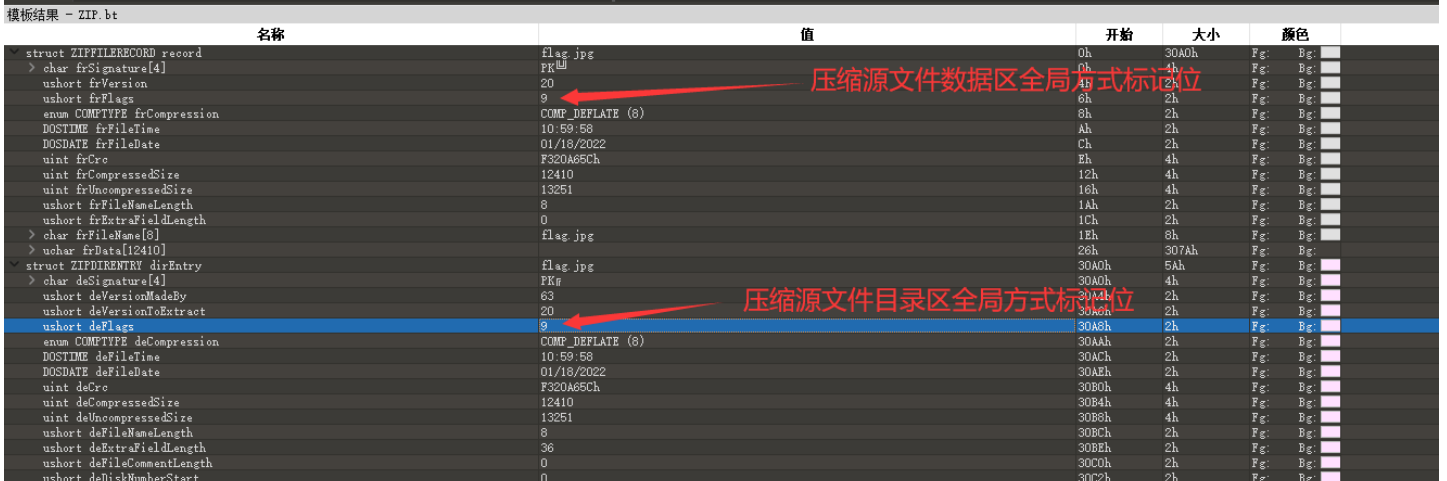 模板结果 - ZIP.bt
名称 值 开始 大小 颜色
struct ZIPFILERECORD record flag.jpg 0h 30A0h Fg: Bg:
char frSignature[4] PK 0h 4h Fg: Bg:
压缩源文件数据区全局方式标记位
ushort frVersion 20 4h 2h Fg: Bg:
ushort frFlags 9 6h 2h Fg: Bg:
enum COMPTYPE frCompression COMP_DEFLATE (8) 8h 2h Fg: Bg:
DOSTIME frFileTime 10:59:58 Ah 2h Fg: Bg:
DOSDATE frFileDate 01/18/2022 Ch 2h Fg: Bg:
uint frCrc F320A65Ch Eh 4h Fg: Bg:
uint frCompressedSize 12410 12h 4h Fg: Bg:
uint frUncompressedSize 13251 16h 4h Fg: Bg:
ushort frFileNameLength 8 1Ah 2h Fg: Bg:
ushort frExtraFieldLength 0 1Ch 2h Fg: Bg:
char frFileName[8] flag.jpg 1Eh 8h Fg: Bg:
uchar frData[12410] 26h 307Ah Fg: Bg:
struct ZIPDIRENTRY dirEntry flag.jpg 30A0h 5Ah Fg: Bg:
char deSignature[4] PK 30A0h 4h Fg: Bg:
ushort deVersionMadeBy 63 30A4h 2h Fg: Bg:
压缩源文件目录区全局方式标记位
ushort deVersionToExtract 20 30A6h 2h Fg: Bg:
ushort deFlags 9 30A8h 2h Fg: Bg:
enum COMPTYPE deCompression COMP_DEFLATE (8) 30AAh 2h Fg: Bg:
DOSTIME deFileTime 10:59:58 30ACh 2h Fg: Bg:
DOSDATE deFileDate 01/18/2022 30AEh 2h Fg: Bg:
uint deCrc F320A65Ch 30B0h 4h Fg: Bg:
uint deCompressedSize 12410 30B4h 4h Fg: Bg:
uint deUncompressedSize 13251 30B8h 4h Fg: Bg:
ushort deFileNameLength 8 30BCh 2h Fg: Bg:
ushort deExtraFieldLength 36 30BEh 2h Fg: Bg:
ushort deFileCommentLength 0 30C0h 2h Fg: Bg:
ushort deDiskNumberStart 0 30C2h 2h Fg: Bg: